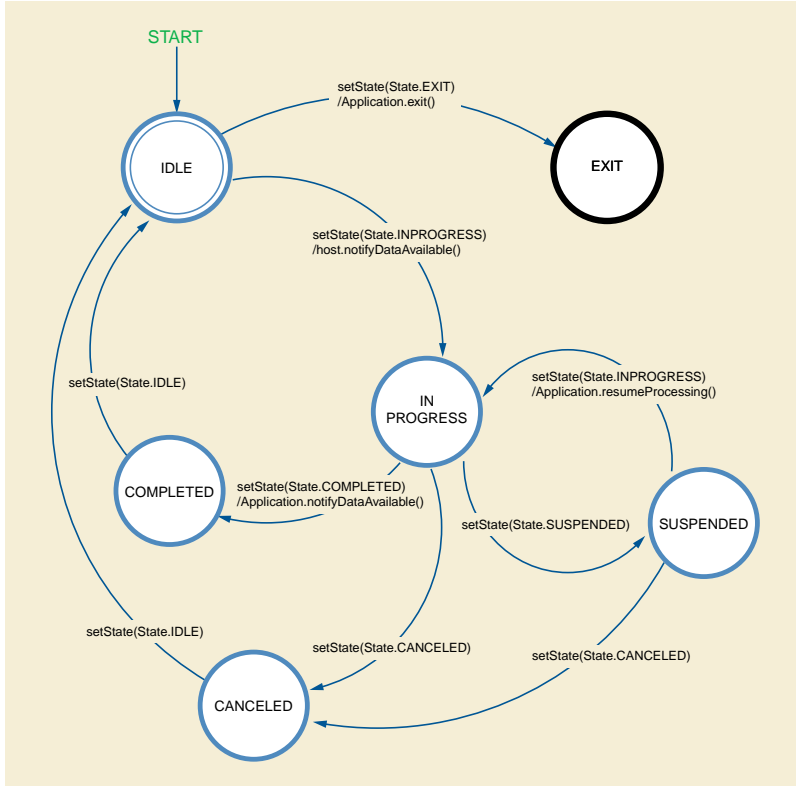 START
setState(State.EXIT)
/Application.exit()
IDLE
EXIT
setState(State.INPROGRESS)
/host.notifyDataAvailable()
setState(State.IDLE)
setState(State.INPROGRESS)
/Application.resumeProcessing()
IN
PROGRESS
COMPLETED
setState(State.COMPLETED)
/Application.notifyDataAvailable()
setState(State.SUSPENDED)
SUSPENDED
setState(State.IDLE)
setState(State.CANCELED)
setState(State.CANCELED)
CANCELED